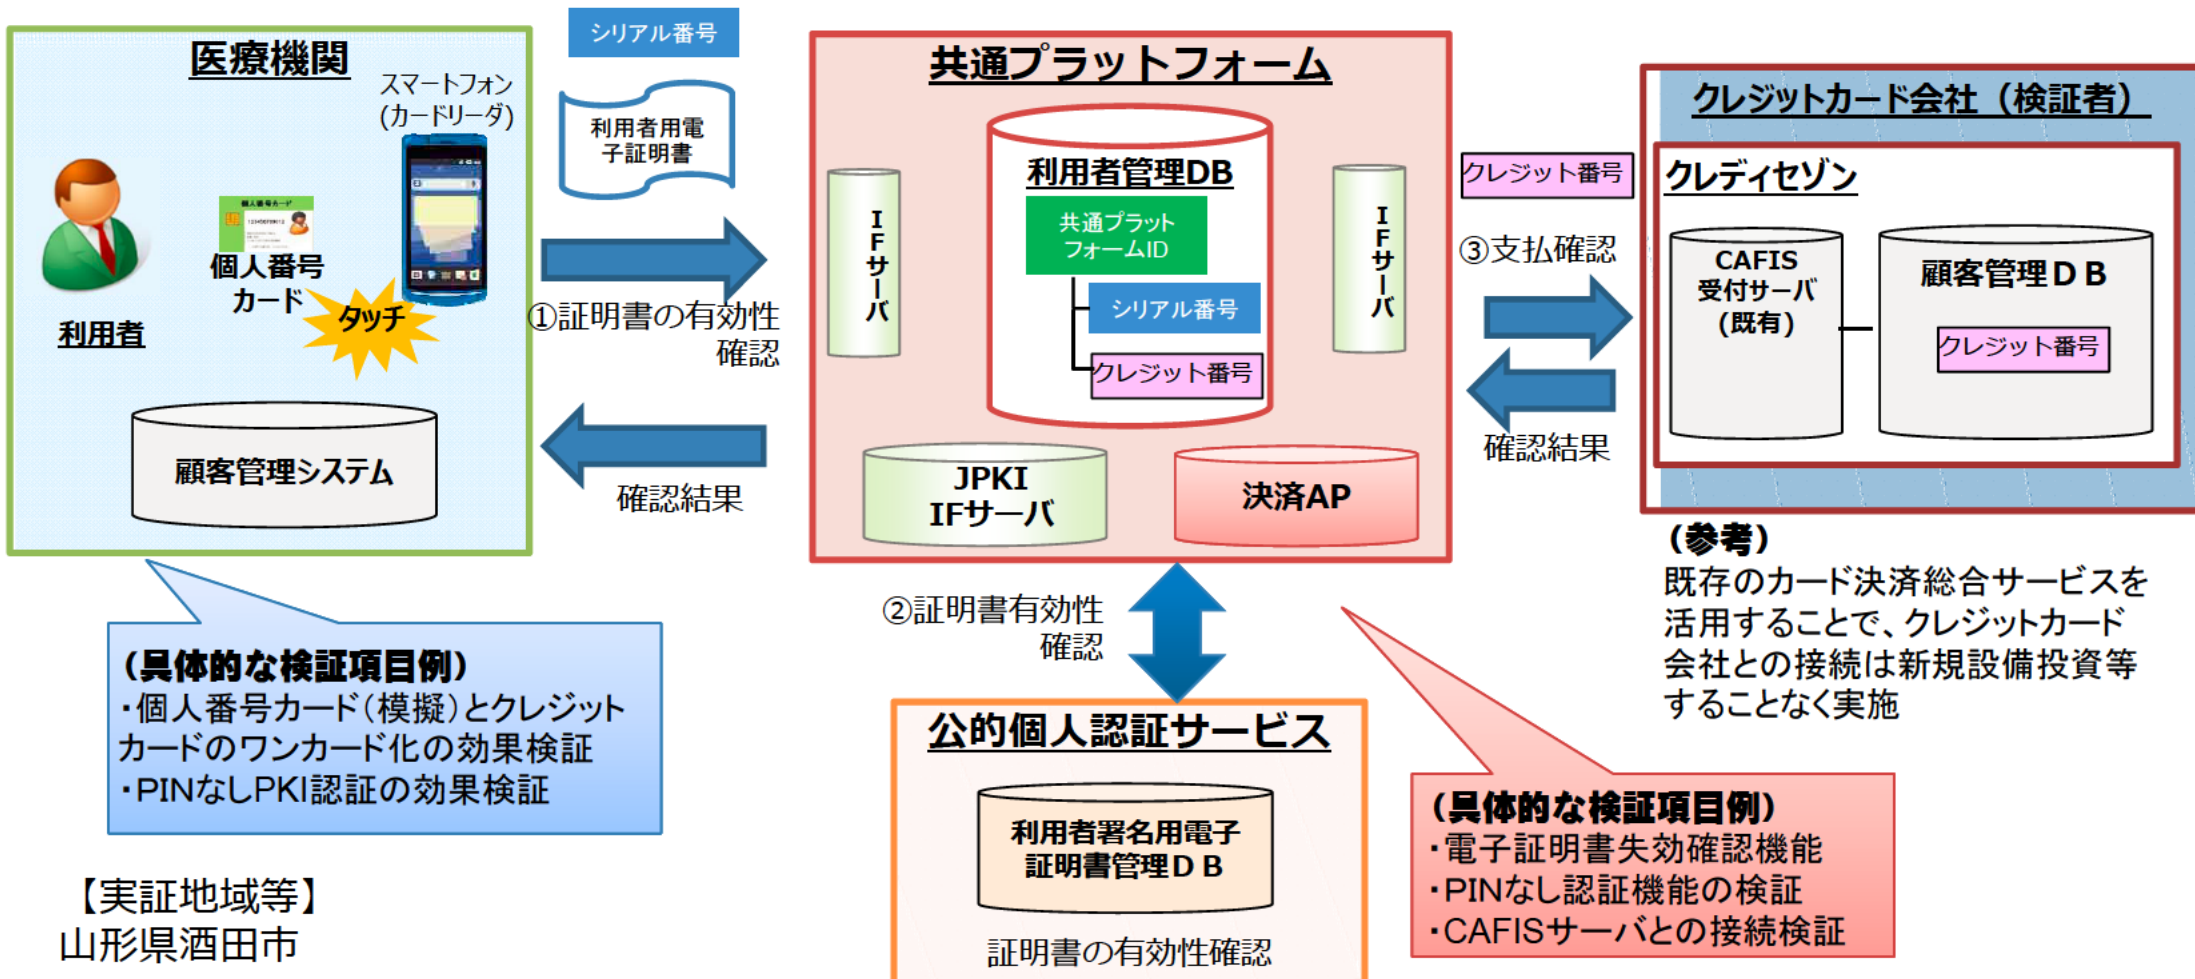 医療機関
スマートフォン
(カードリーダ)
個人番号カード
個人番号
カード
タッチ
利用者
顧客管理システム
シリアル番号
利用者用電
子証明書
①証明書の有効性
確認
確認結果
共通プラットフォーム
IFサーバ
利用者管理DB
共通プラット
フォームID
シリアル番号
クレジット番号
IFサーバ
JPKI
IFサーバ
決済AP
クレジット番号
③支払確認
確認結果
クレジットカード会社（検証者）
クレディセゾン
CAFIS
受付サーバ
(既有)
顧客管理ＤＢ
クレジット番号
（参考）
既存のカード決済総合サービスを
活用することで、クレジットカード
会社との接続は新規設備投資等
することなく実施
②証明書有効性
確認
公的個人認証サービス
利用者署名用電子
証明書管理ＤＢ
証明書の有効性確認
（具体的な検証項目例）
・個人番号カード（模擬）とクレジット
カードのワンカード化の効果検証
・PINなしPKI認証の効果検証
（具体的な検証項目例）
・電子証明書失効確認機能
・PINなし認証機能の検証
・CAFISサーバとの接続検証
【実証地域等】
山形県酒田市